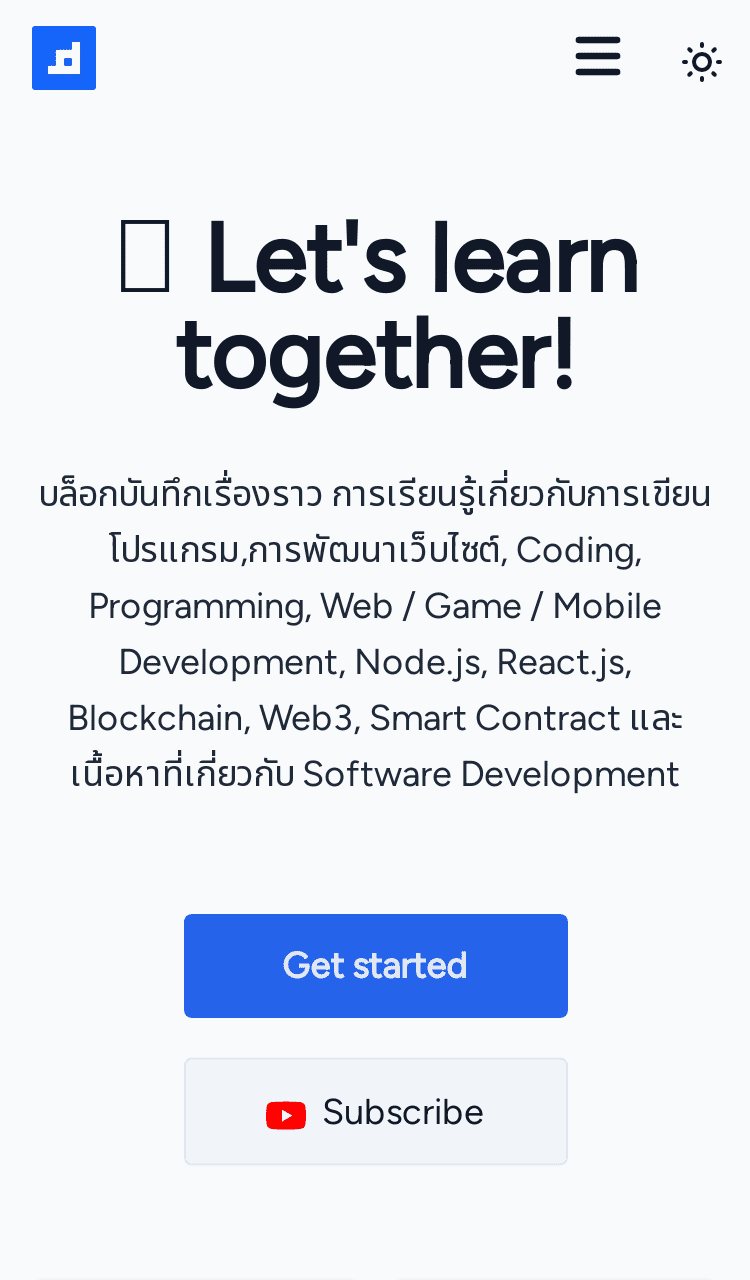 Let's learn
together!
บล็อกบันทึกเรื่องราว การเรียนรู้เกี่ยวกับการเขียน
โปรแกรม,การพัฒนาเว็บไซต์, Coding,
Programming, Web / Game / Mobile
Development, Node.js, React.js,
Blockchain, Web3, Smart Contract และ
เนื้อหาที่เกี่ยวกับ Software Development
Get started
Subscribe